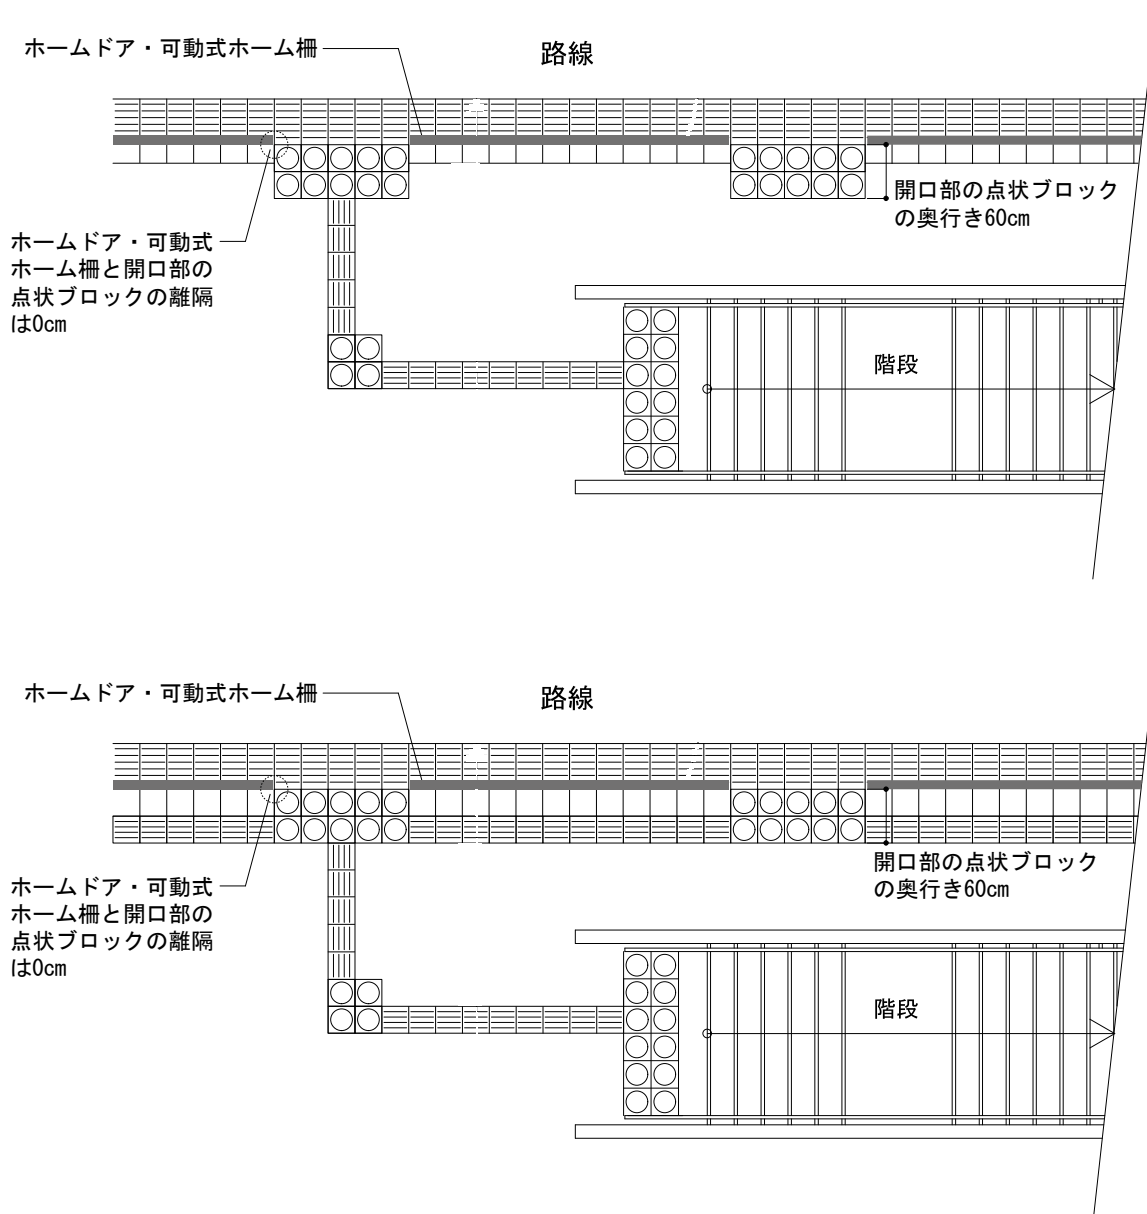 ホームドア・可動式ホーム柵
路線
開口部の点状ブロック
の奥行き60cm
ホームドア・可動式
ホーム柵と開口部の
点状ブロックの離隔
は0cm
階段
ホームドア・可動式ホーム柵
路線
開口部の点状ブロック
の奥行き60cm
ホームドア・可動式
ホーム柵と開口部の
点状ブロックの離隔
は0cm
階段